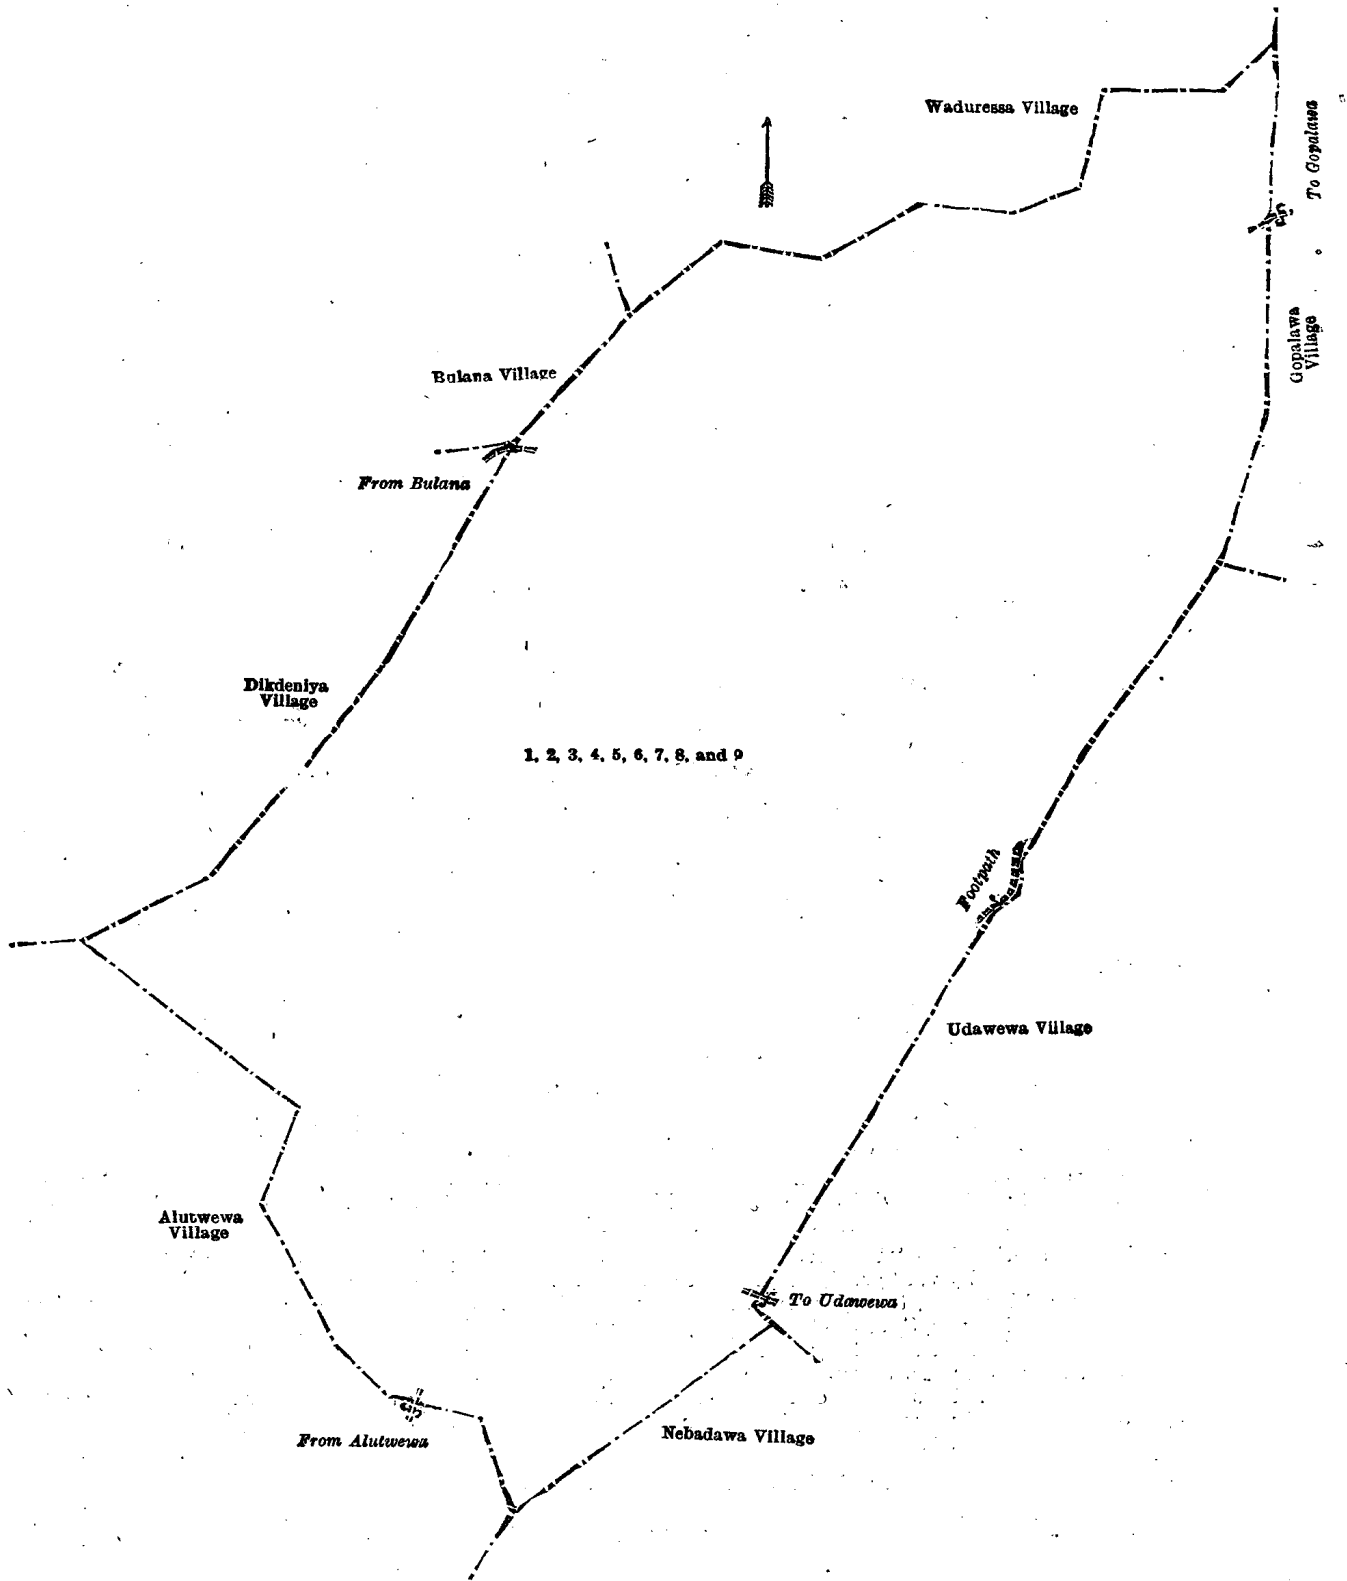 Waduressa Village
To Gopalawa
Gopalawa
Village
Bulana Village
From Bulana
Dikdeniya
Village
1, 2, 3, 4, 5, 6, 7, 8, and 9
Footpath
Udawewa Village
Alutwewa
Village
To Udawewa
Nebadawa Village
From Alutwewa